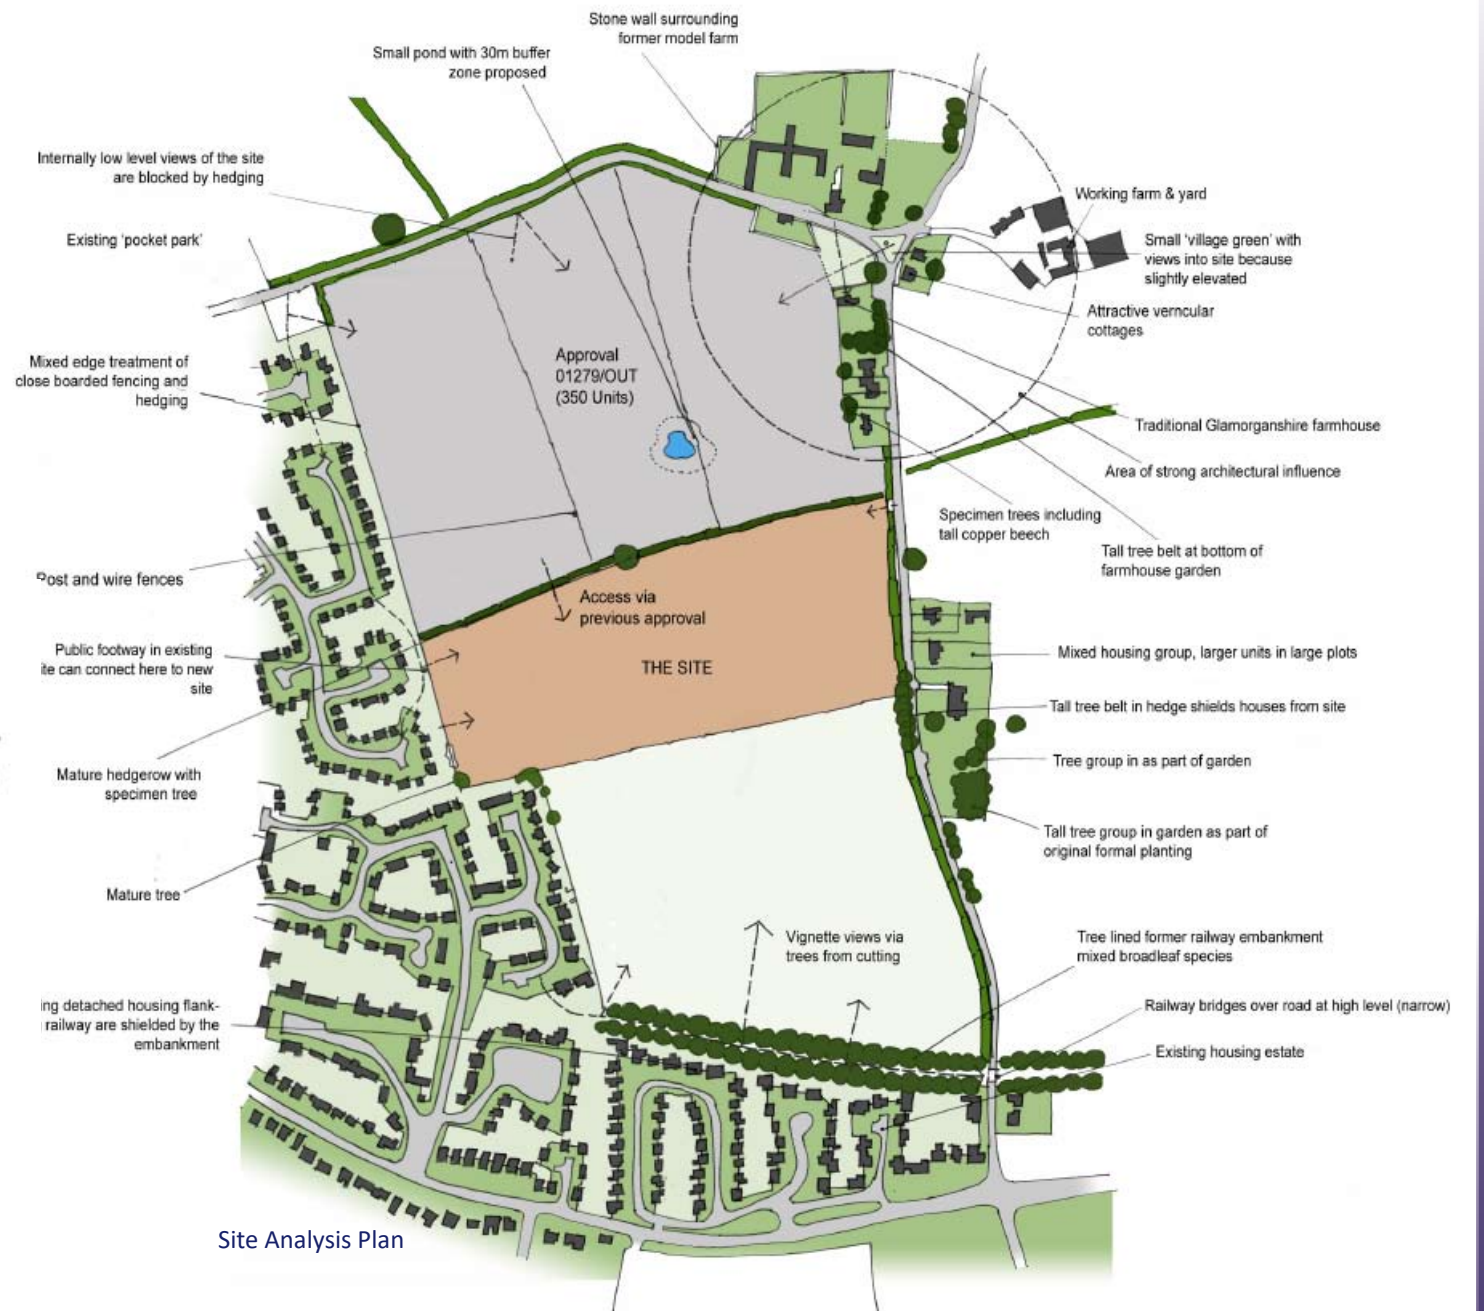 Stone wall surrounding
former model farm
Small pond with 30m buffer
zone proposed
Internally low level views of the site
are blocked by hedging
Existing 'pocket park'
Mixed edge treatment of
close boarded fencing and
hedging
Post and wire fences
Public footway in existing
ite can connect here to new
site
Mature hedgerow with
specimen tree
Mature tree
ing detached housing flank-
railway are shielded by the
embankment
Approval
01279/OUT
(350 Units)
Access via
previous approval
THE SITE
Vignette views via
trees from cutting
Working farm & yard
Small 'village green' with
views into site because
slightly elevated
Attractive verncular
cottages
Traditional Glamorganshire farmhouse
Area of strong architectural influence
Specimen trees including
tall copper beech
Tall tree belt at bottom of
farmhouse garden
Mixed housing group, larger units in large plots
Tall tree belt in hedge shields houses from site
Tree group in as part of garden
Tall tree group in garden as part of
original formal planting
Tree lined former railway embankment
mixed broadleaf species
Railway bridges over road at high level (narrow)
Existing housing estate
Site Analysis Plan